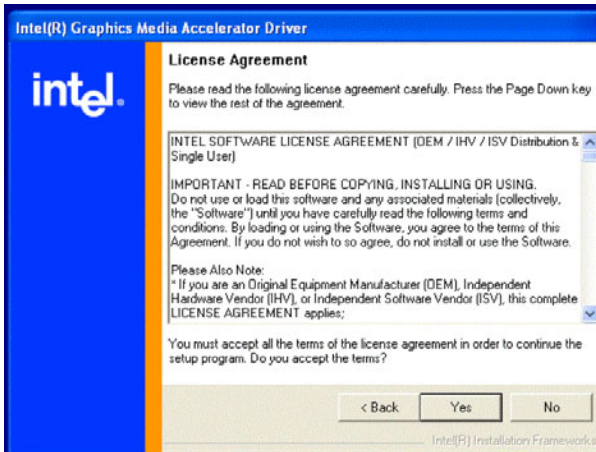 Intel(R) Graphics Media Accelerator Driver
intel.
License Agreement
Please read the following license agreement carefully. Press the Page Down key
to view the rest of the agreement.
INTEL SOFTWARE LICENSE AGREEMENT (OEM / IHV / ISV Distribution &
Single User)
IMPORTANT - READ BEFORE COPYING, INSTALLING OR USING.
Do not use or load this software and any associated materials (collectively,
the "Software") until you have carefully read the following terms and
conditions. By loading or using the Software, you agree to the terms of this
Agreement. If you do not wish to so agree, do not install or use the Software.
Please Also Note:
* If you are an Original Equipment Manufacturer (OEM), Independent
Hardware Vendor (IHV), or Independent Software Vendor (ISV), this complete
LICENSE AGREEMENT applies;
You must accept all the terms of the license agreement in order to continue the
setup program. Do you accept the terms?
< Back Yes No
Intel(R) Installation Frameworks